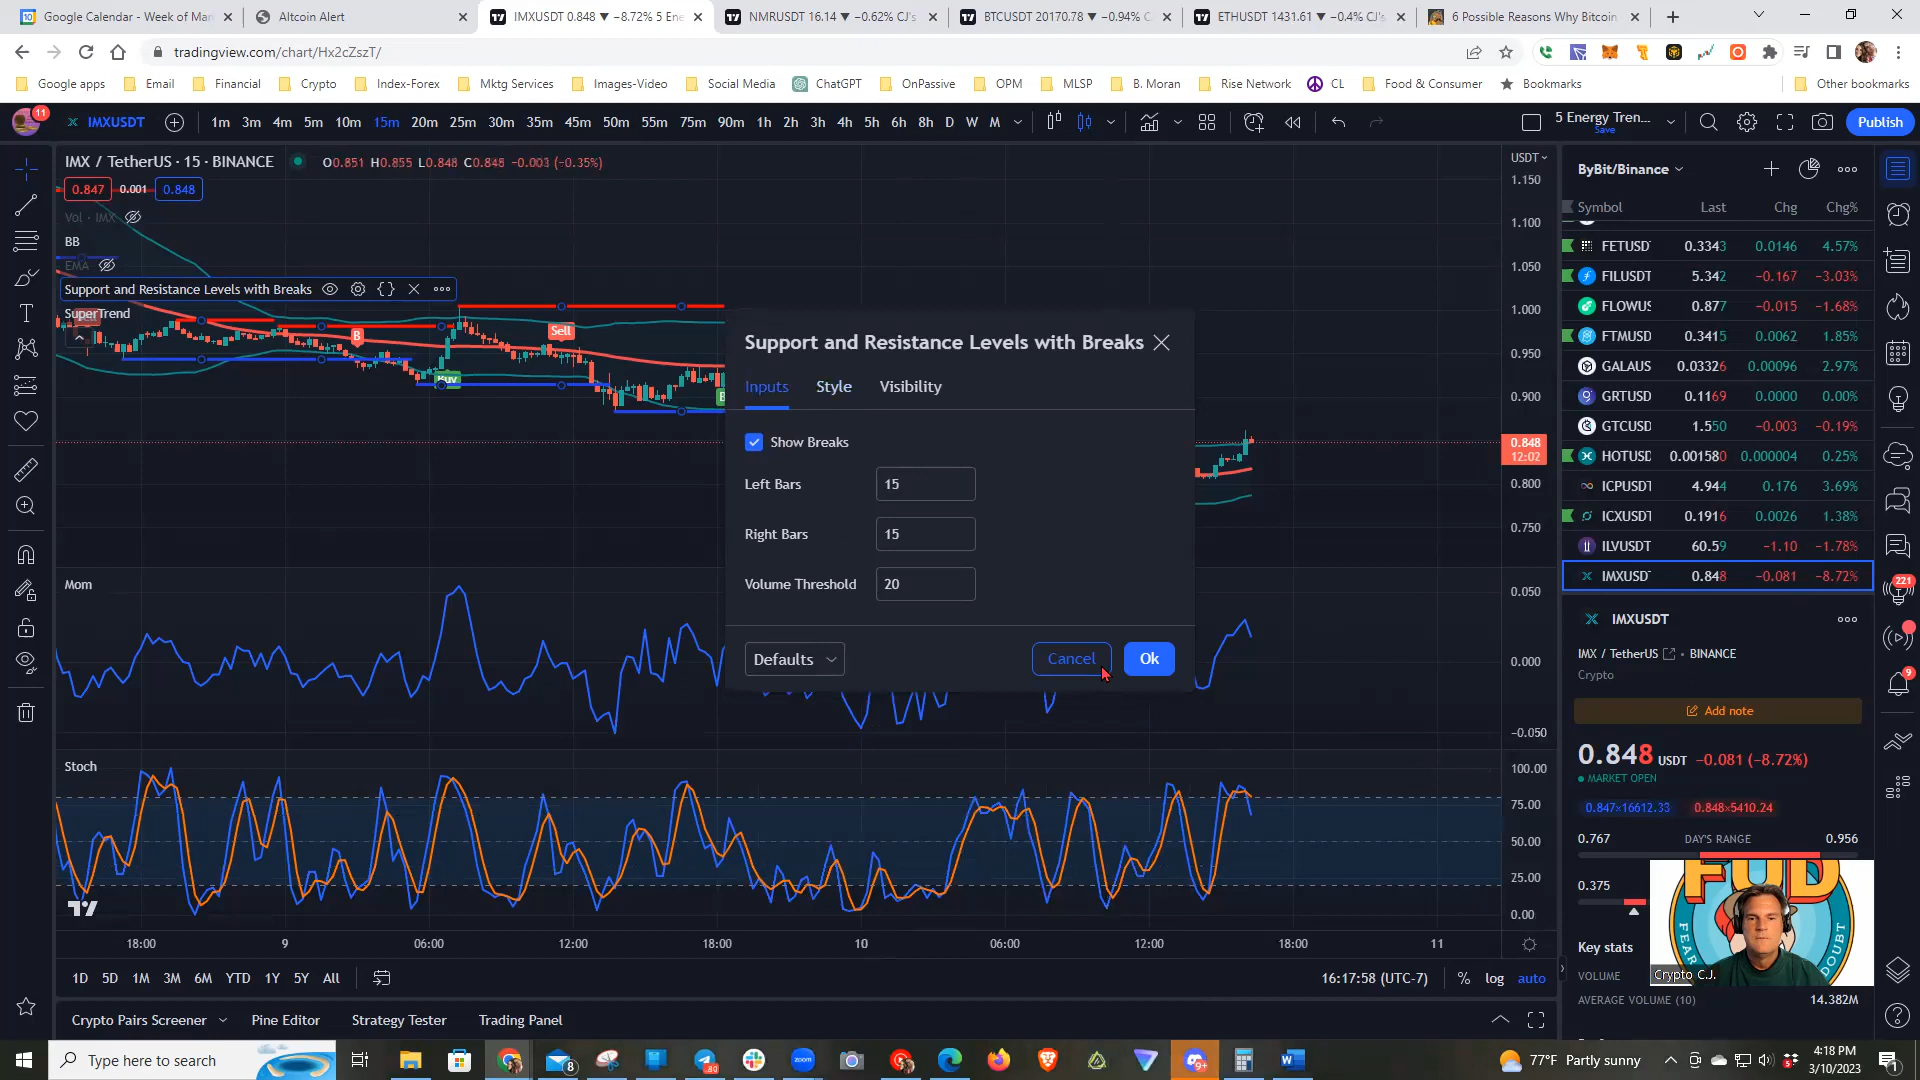 Google Calendar - Week of Mar
Altcoin Alert
IMXUSDT 0.848 ▼ −8.72% 5 Ene
NMRUSDT 16.14 ▼ −0.62% CJ's
BTCUSDT 20170.78 ▼ −0.94% C
ETHUSDT 1431.61 ▼ −0.4% CJ's
6 Possible Reasons Why Bitcoin
tradingview.com/chart/Hx2cZszT/
Google apps
Email
Financial
Crypto
Index-Forex
Mktg Services
Images-Video
Social Media
ChatGPT
OnPassive
OPM
MLSP
B. Moran
Rise Network
CL
Food & Consumer
Bookmarks
Other bookmarks
11
IMXUSDT
1m 3m 4m 5m 10m 15m 20m 25m 30m 35m 45m 50m 55m 75m 90m 1h 2h 3h 4h 5h 6h 8h D W M
5 Energy Tren...
Save
Publish
IMX / TetherUS · 15 · BINANCE
O0.851 H0.855 L0.848 C0.848 −0.003 (−0.35%)
0.847 0.001 0.848
Vol · IMX
BB
EMA
Support and Resistance Levels with Breaks
SuperTrend
B
Sell
Buy
USDT
1.150
1.100
1.050
1.000
0.950
0.900
0.848
12:02
0.800
0.750
Support and Resistance Levels with Breaks
Inputs
Style
Visibility
Show Breaks
Left Bars
15
Right Bars
15
Volume Threshold
20
Defaults
Cancel
Ok
Mom
0.050
0.000
−0.050
Stoch
100.00
75.00
50.00
25.00
0.00
18:00 9 06:00 12:00 18:00 10 06:00 12:00 18:00 11
1D 5D 1M 3M 6M YTD 1Y 5Y All
16:17:58 (UTC-7)
% log auto
Crypto Pairs Screener
Pine Editor
Strategy Tester
Trading Panel
ByBit/Binance
Symbol Last Chg Chg%
FETUSD 0.3343 0.0146 4.57%
FILUSDT 5.342 −0.167 −3.03%
FLOWUS 0.877 −0.015 −1.68%
FTMUSD 0.3415 0.0062 1.85%
GALAUS 0.03326 0.00096 2.97%
GRTUSD 0.1169 0.0000 0.00%
GTCUSD 1.550 −0.003 −0.19%
HOTUSD 0.001580 0.000004 0.25%
ICPUSDT 4.944 0.176 3.69%
ICXUSDT 0.1916 0.0026 1.38%
ILVUSDT 60.59 −1.10 −1.78%
IMXUSD 0.848 −0.081 −8.72%
IMXUSDT
IMX / TetherUS • BINANCE
Crypto
Add note
0.848 USDT −0.081 (−8.72%)
MARKET OPEN
0.847×16612.33 0.848×5410.24
0.767 DAY'S RANGE 0.956
0.375
Key stats
VOLUME
AVERAGE VOLUME (10) 14.382M
FUD
DOUBT
Crypto C.J.
221
9
Type here to search
8
80
zoom
9+
77°F Partly sunny
4:18 PM
3/10/2023
1